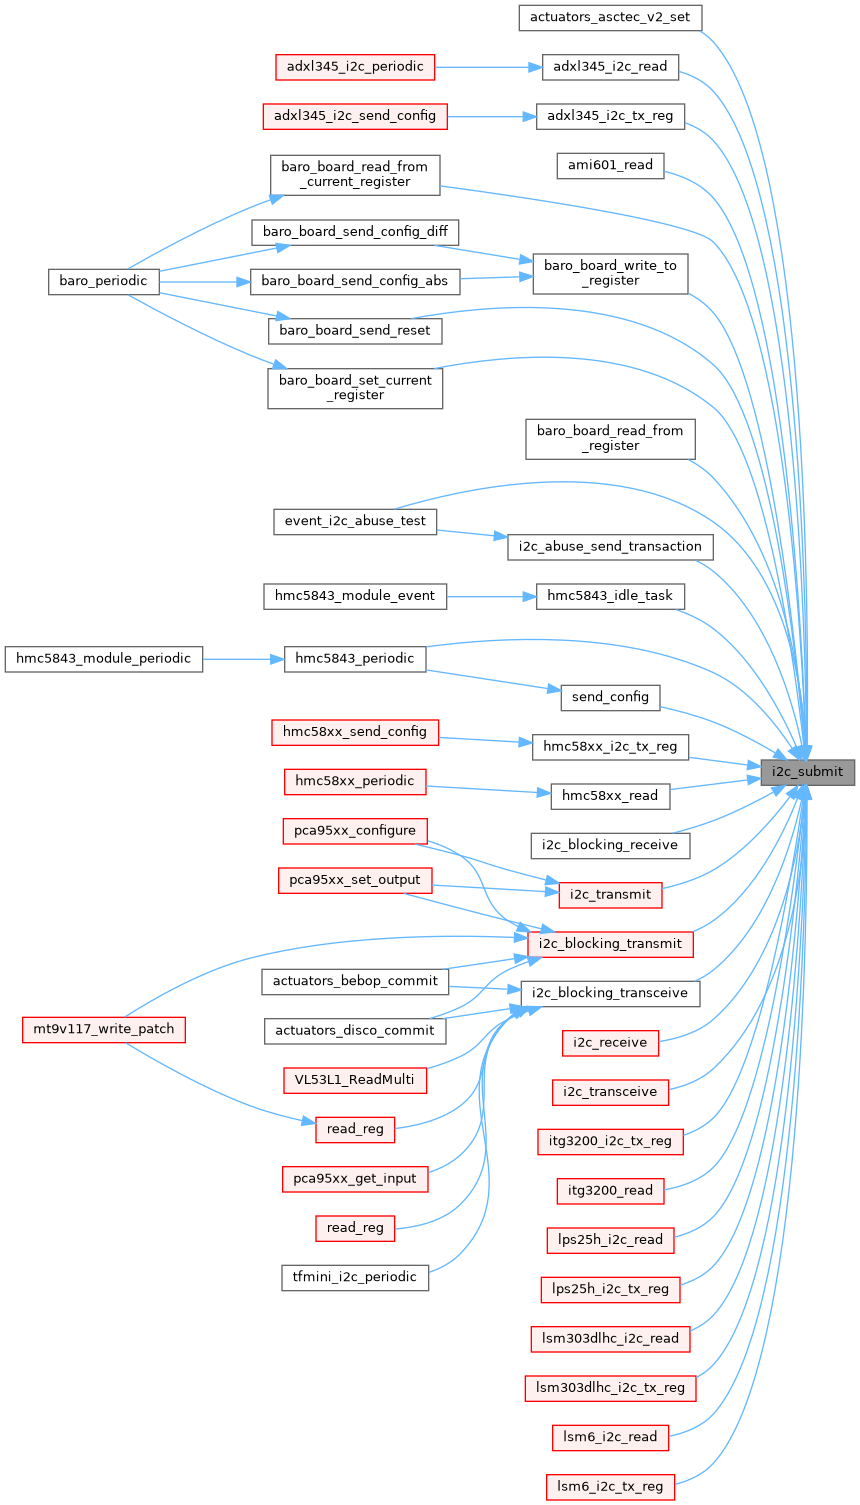 actuators_asctec_v2_set
adxl345_i2c_periodic
adxl345_i2c_read
adxl345_i2c_send_config
adxl345_i2c_tx_reg
ami601_read
baro_board_read_from
_current_register
baro_board_send_config_diff
baro_board_write_to
_register
baro_periodic
baro_board_send_config_abs
baro_board_send_reset
baro_board_set_current
_register
baro_board_read_from
_register
event_i2c_abuse_test
i2c_abuse_send_transaction
hmc5843_module_event
hmc5843_idle_task
hmc5843_module_periodic
hmc5843_periodic
send_config
hmc58xx_send_config
hmc58xx_i2c_tx_reg
i2c_submit
hmc58xx_periodic
hmc58xx_read
pca95xx_configure
i2c_blocking_receive
pca95xx_set_output
i2c_transmit
i2c_blocking_transmit
actuators_bebop_commit
i2c_blocking_transceive
mt9v117_write_patch
actuators_disco_commit
i2c_receive
VL53L1_ReadMulti
i2c_transceive
read_reg
itg3200_i2c_tx_reg
pca95xx_get_input
itg3200_read
read_reg
lps25h_i2c_read
tfmini_i2c_periodic
lps25h_i2c_tx_reg
lsm303dlhc_i2c_read
lsm303dlhc_i2c_tx_reg
lsm6_i2c_read
lsm6_i2c_tx_reg